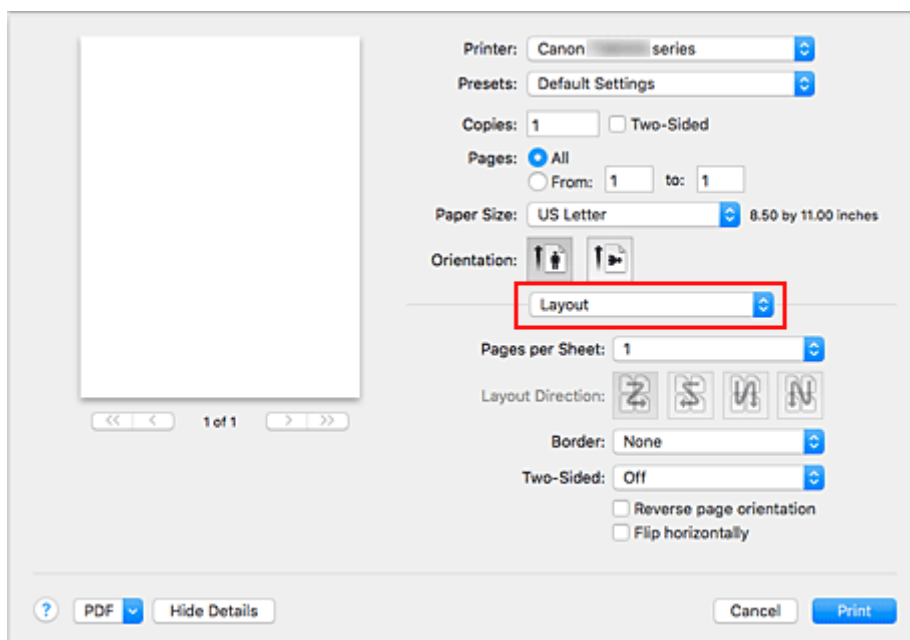 Printer: Canon series
Presets: Default Settings
Copies: 1 Two-Sided
Pages: All
From: 1 to: 1
Paper Size: US Letter 8.50 by 11.00 inches
Orientation:
Layout
Pages per Sheet: 1
Layout Direction:
Border: None
Two-Sided: Off
Reverse page orientation
Flip horizontally
<< < 1 of 1 > >>
? PDF Hide Details Cancel Print